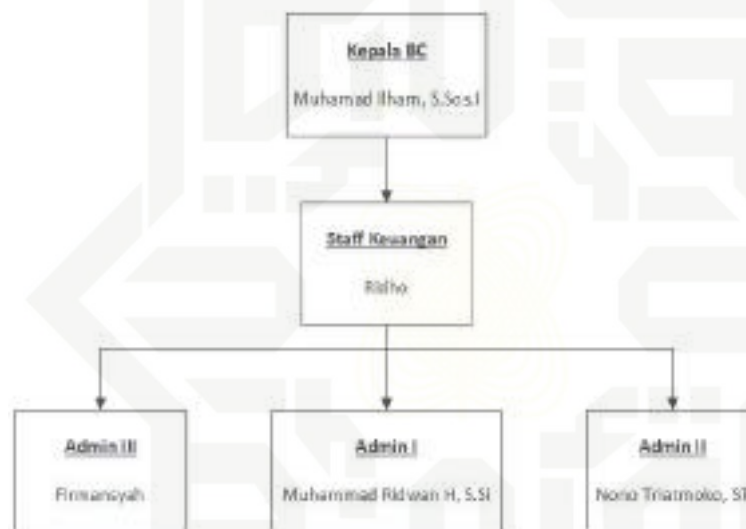 Kepala BC
Muhamad Ilham, S.Sos.I
Staff Keuangan
Ridho
Admin III
Firmansyah
Admin I
Muhammad Ridwan H, S.Si
Admin II
Nono Triatmoko, ST